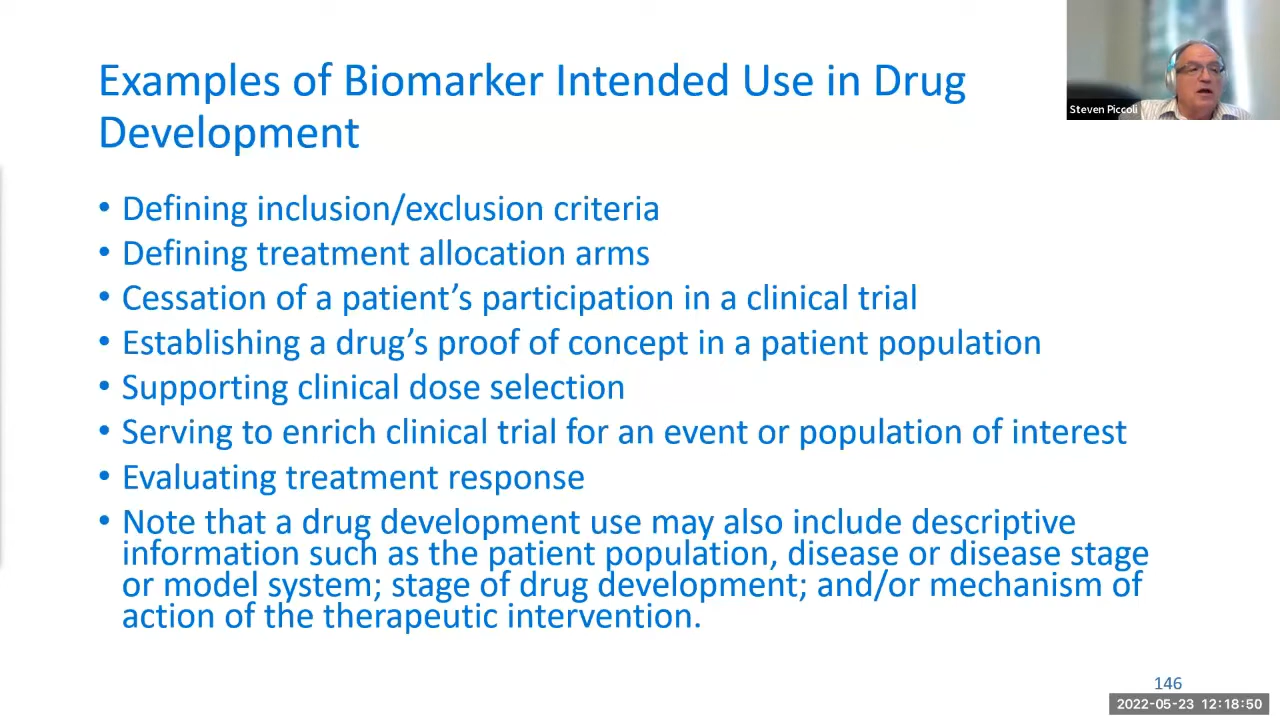 Examples of Biomarker Intended Use in Drug
Development
Steven Piccoli
• Defining inclusion/exclusion criteria
• Defining treatment allocation arms
• Cessation of a patient’s participation in a clinical trial
• Establishing a drug’s proof of concept in a patient population
• Supporting clinical dose selection
• Serving to enrich clinical trial for an event or population of interest
• Evaluating treatment response
• Note that a drug development use may also include descriptive
information such as the patient population, disease or disease stage
or model system; stage of drug development; and/or mechanism of
action of the therapeutic intervention.
146
2022-05-23 12:18:50